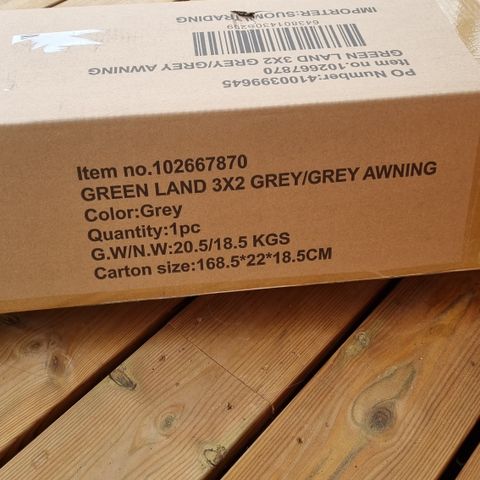 IMPORTER:SUOMI TRADING
6438014306259
GREEN LAND 3X2 GREY/GREY AWNING
Item no.102667870
PO Number:4100399645
Item no.102667870
GREEN LAND 3X2 GREY/GREY AWNING
Color:Grey
Quantity:1pc
G.W/N.W:20.5/18.5 KGS
Carton size:168.5*22*18.5CM